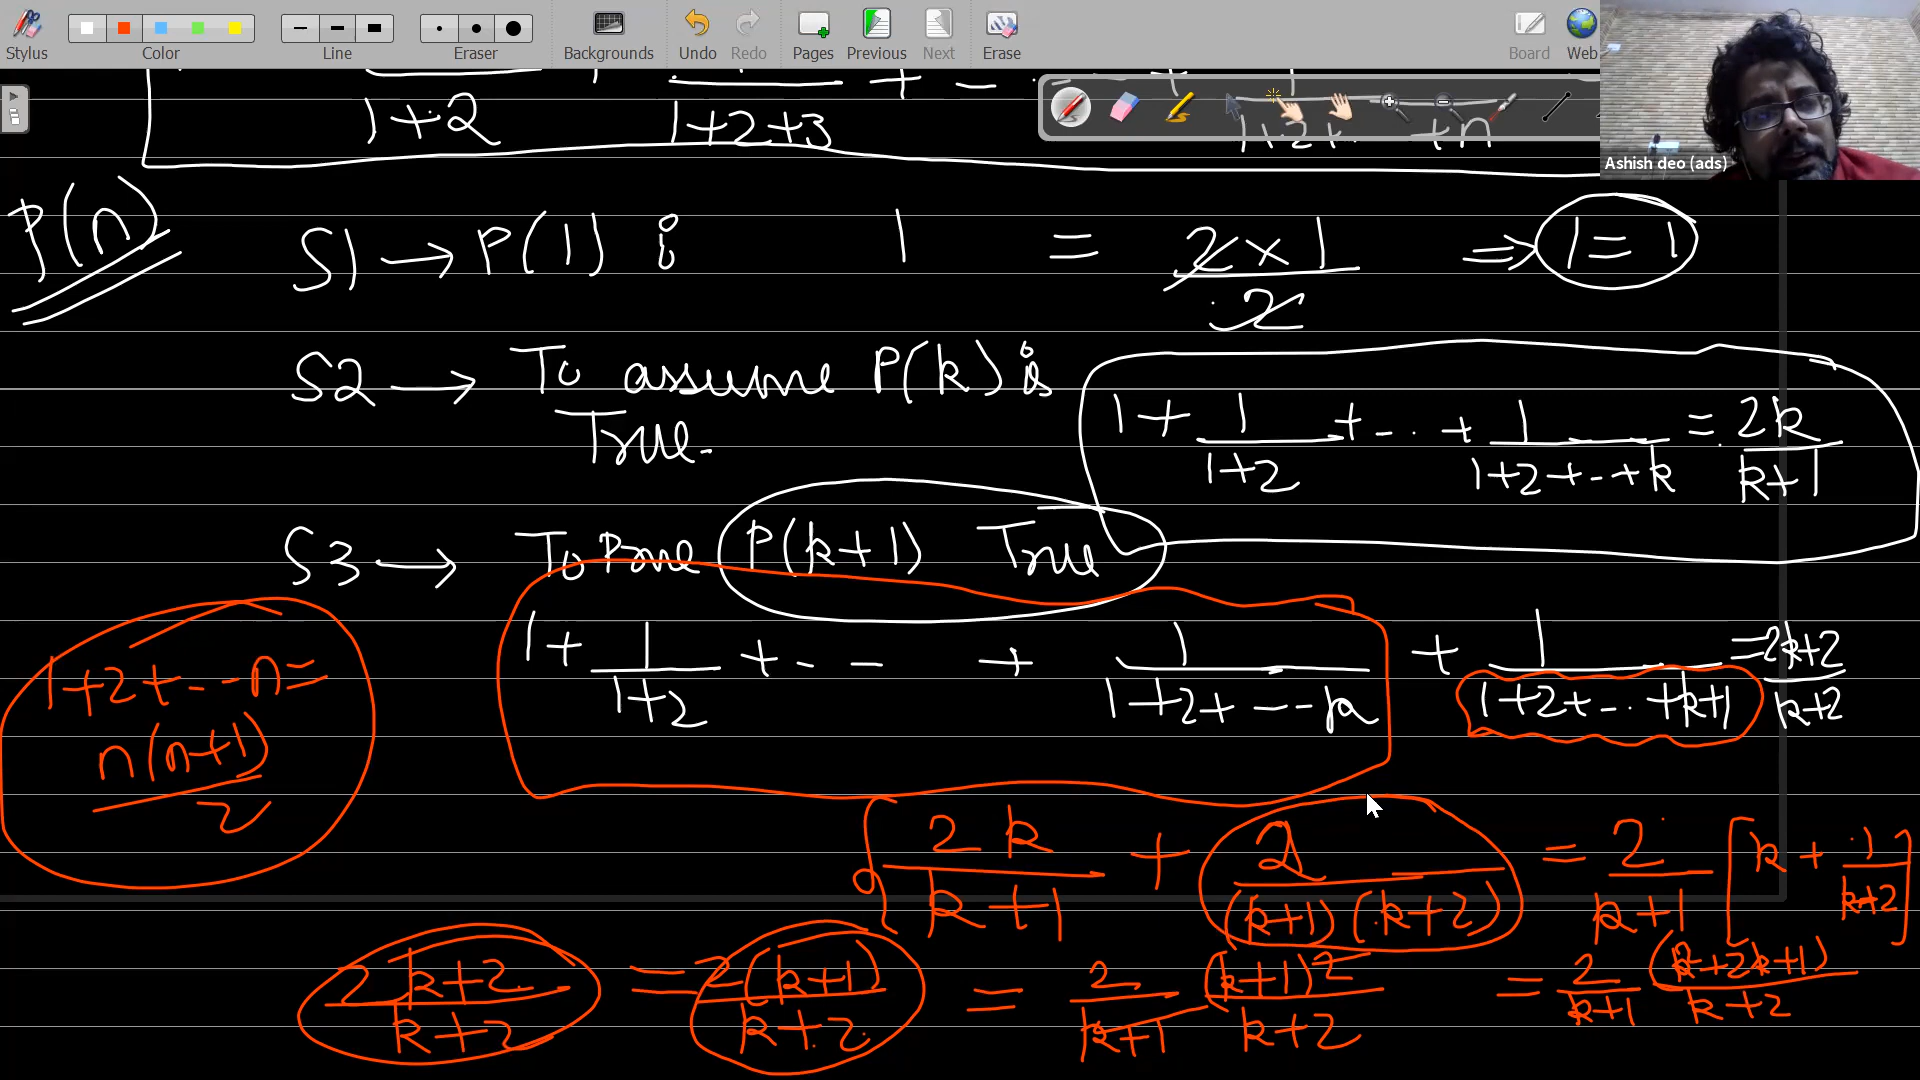 Stylus Color Line Eraser Backgrounds Undo Redo Pages Previous Next Erase Board Web
1+2 1+2+3 + - 1+2+ +n
Ashish deo (ads)
P(n) S1 → P(1) : 1 = 2 × 1 / 2 ⇒ 1 = 1
S2 → To assume P(k) is True.
1 + 1/(1+2) + - . . + 1/(1+2+-..+k) = 2k/(k+1)
S3 → To Prove P(k+1) True
1 + 1/(1+2) + - - - + 1/(1+2+ --- k) + 1/(1+2+-.. +k+1) = 2k+2/(k+2)
1+2+-..n = n(n+1)/2
2k/(k+1) + 2/((k+1)(k+2)) = 2/(k+1) [k + 1/(k+2)]
2k+2/(k+2) = 2(k+1)/(k+2) = 2/(k+1) (k+1)²/(k+2) = 2/(k+1) (k²+2k+1)/(k+2)